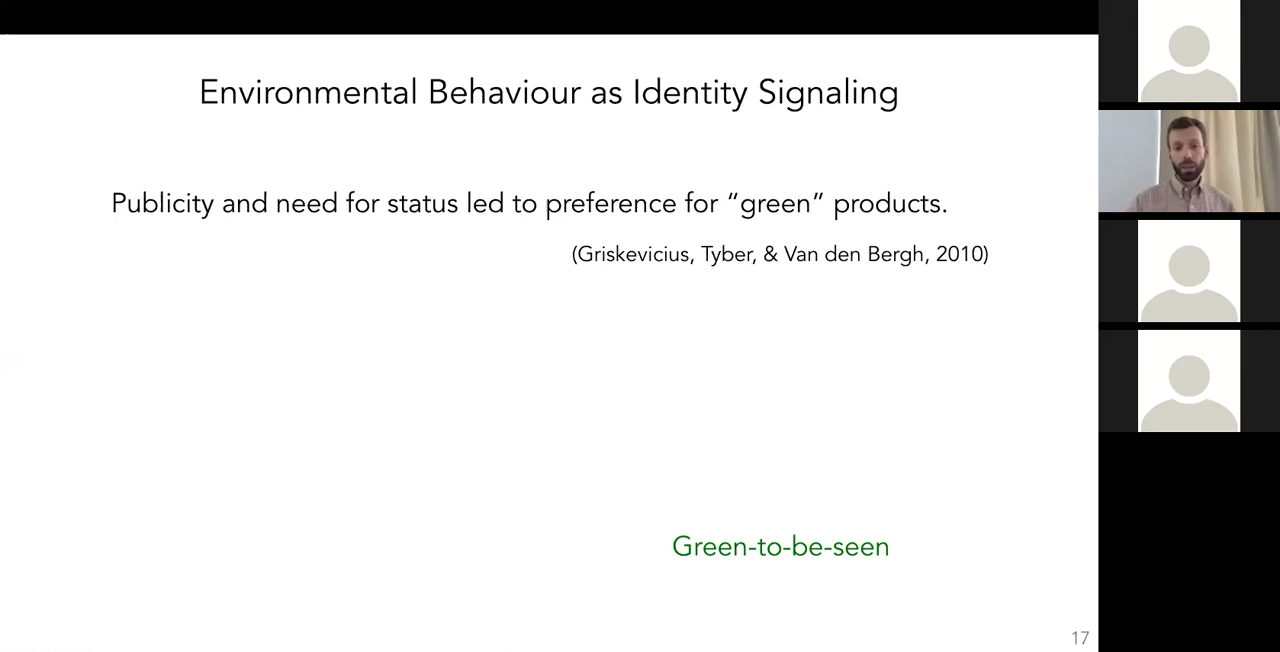 Environmental Behaviour as Identity Signaling
Publicity and need for status led to preference for “green” products.
(Griskevicius, Tyber, & Van den Bergh, 2010)
Green-to-be-seen
17